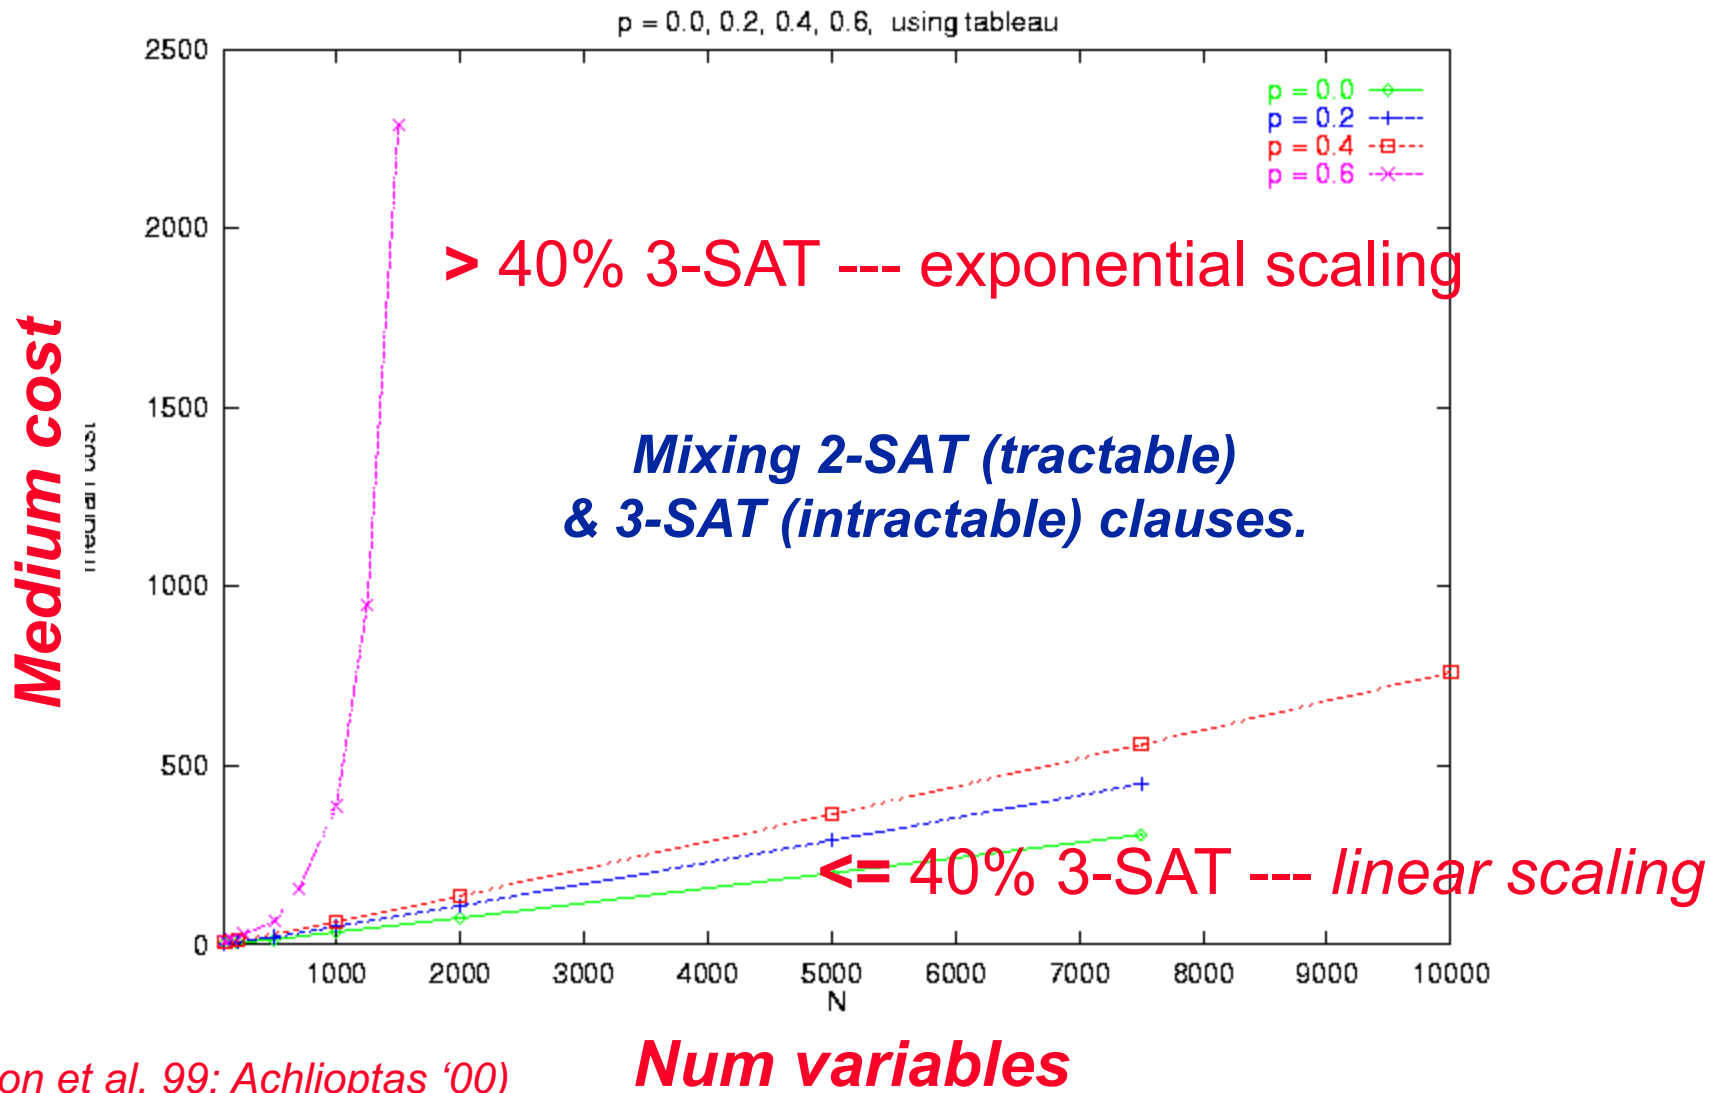 p = 0.0, 0.2, 0.4, 0.6, using tableau
2500
2000
1500
1000
500
0
p = 0.0
p = 0.2
p = 0.4
p = 0.6
> 40% 3-SAT --- exponential scaling
Medium cost
median cost
Mixing 2-SAT (tractable)
& 3-SAT (intractable) clauses.
<= 40% 3-SAT --- linear scaling
1000 2000 3000 4000 5000 6000 7000 8000 9000 10000
N
Num variables
on et al. 99; Achlioptas ‘00)